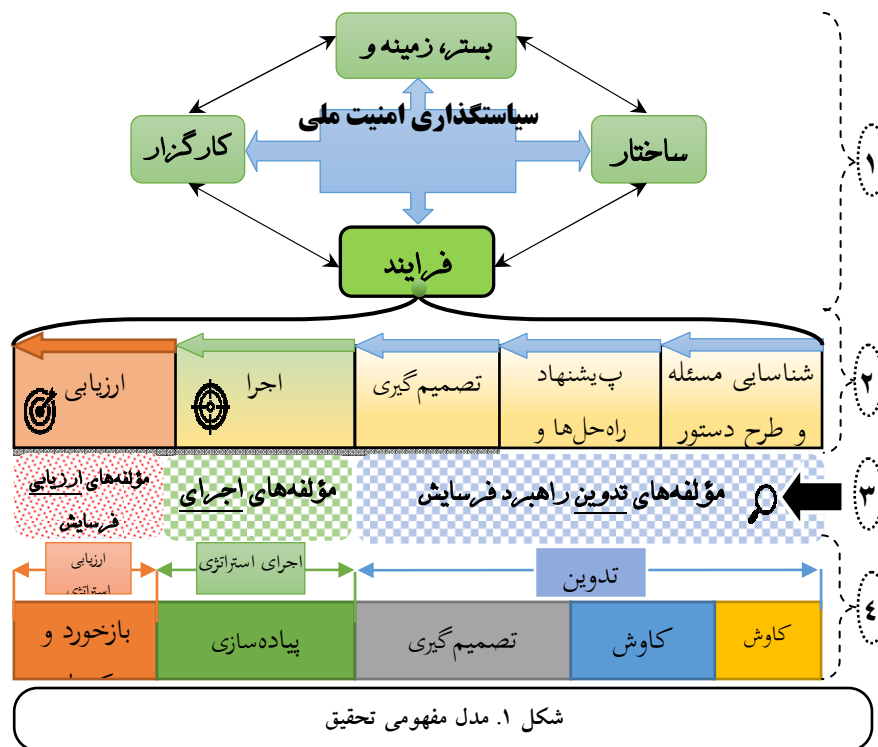 بستر، زمینه و
سیاستگذاری امنیت ملی
ساختار
کارگزار
فرایند
۱
شناسایی مسئله
و طرح دستور
پیشنهاد
راه‌حل‌ها و
تصمیم‌گیری
اجرا
ارزیابی
۲
مؤلفه‌های تدوین راهبرد فرسایش
مؤلفه‌های اجرای
مؤلفه‌های ارزیابی
فرسایش
۳
تدوین
اجرای استراتژی
ارزیابی
استراتژی
کاوش
کاوش
تصمیم‌گیری
پیاده‌سازی
بازخورد و
۴
شکل ۱. مدل مفهومی تحقیق